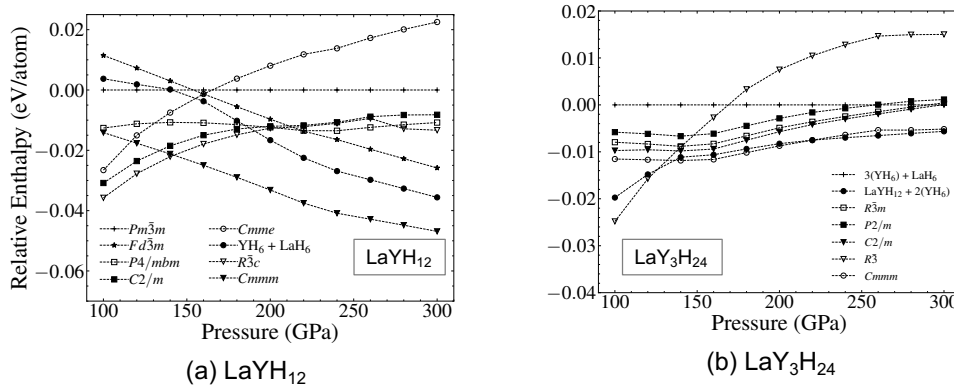 Relative Enthalpy (eV/atom)
0.02
0.00
−0.02
−0.04
−0.06
Pm3̄m
Fd3̄m
P4/mbm
C2/m
Cmme
YH₆ + LaH₆
R3̄c
Cmmm
LaYH₁₂
100 150 200 250 300
Pressure (GPa)
(a) LaYH₁₂
0.02
0.01
0.00
−0.01
−0.02
−0.03
−0.04
3(YH₆) + LaH₆
LaYH₁₂ + 2(YH₆)
R3̄m
P2/m
C2/m
R3̄
Cmmm
LaY₃H₂₄
100 150 200 250 300
Pressure (GPa)
(b) LaY₃H₂₄